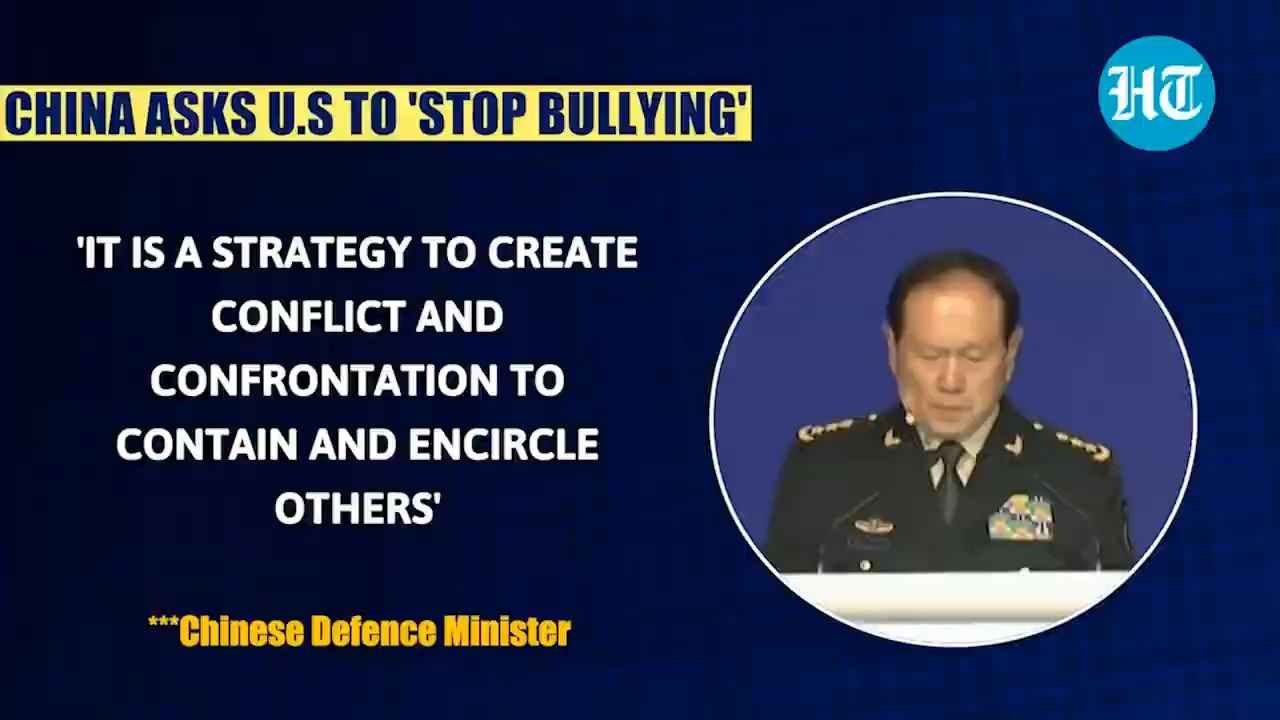 CHINA ASKS U.S TO 'STOP BULLYING'
HT
'IT IS A STRATEGY TO CREATE
CONFLICT AND
CONFRONTATION TO
CONTAIN AND ENCIRCLE
OTHERS'
***Chinese Defence Minister